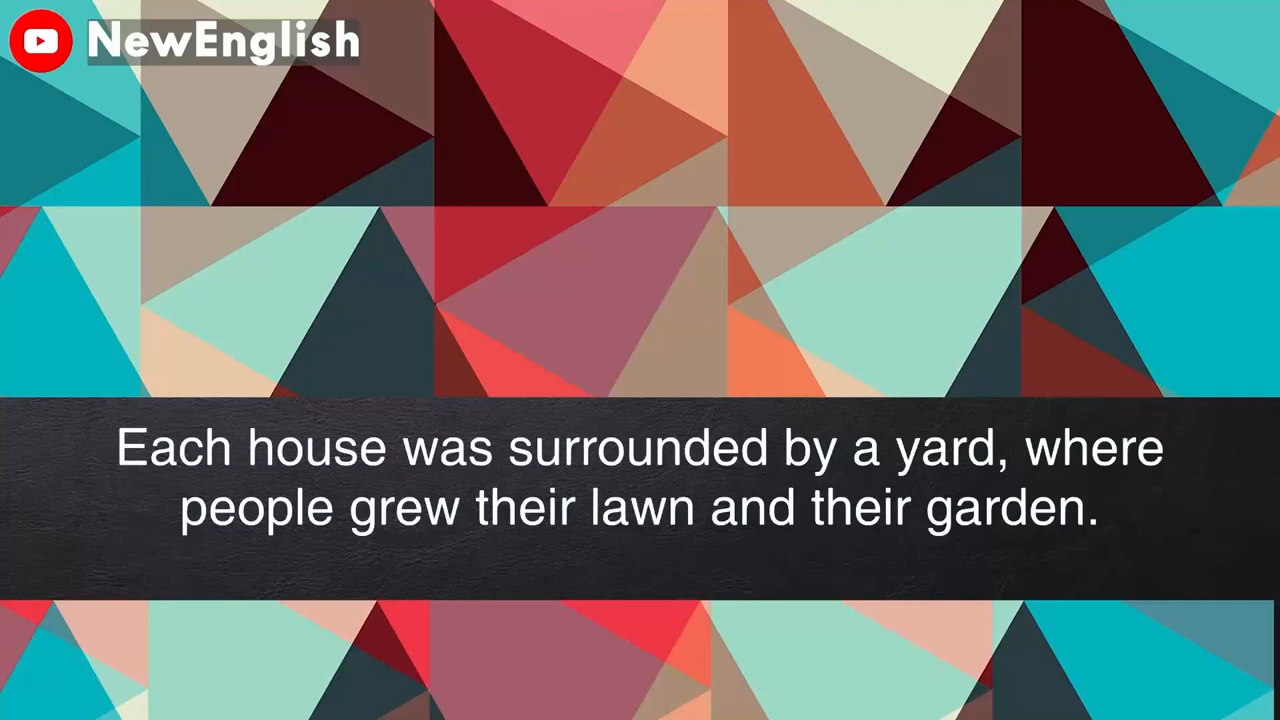 NewEnglish
Each house was surrounded by a yard, where
people grew their lawn and their garden.